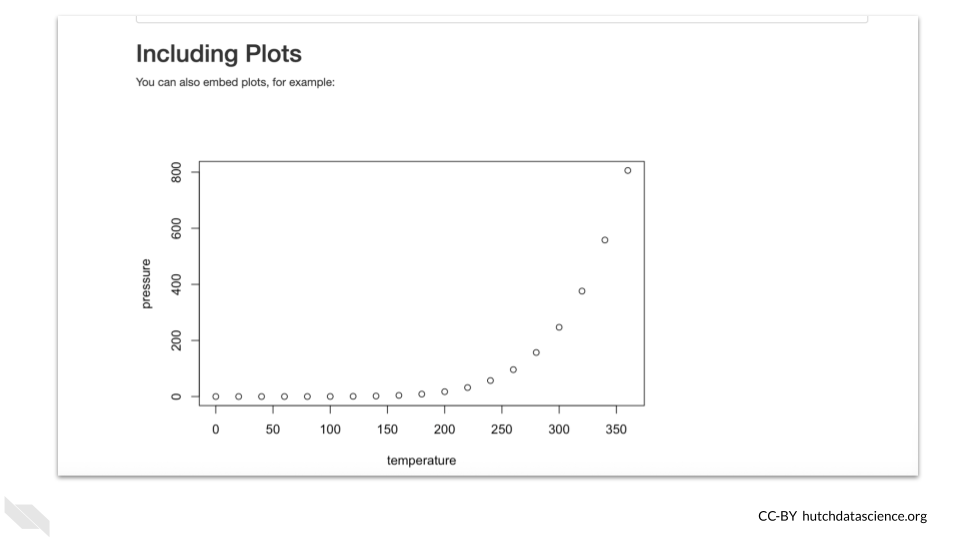 Including Plots
You can also embed plots, for example:
800
600
400
200
0
pressure
0 50 100 150 200 250 300 350
temperature
CC-BY hutchdatascience.org